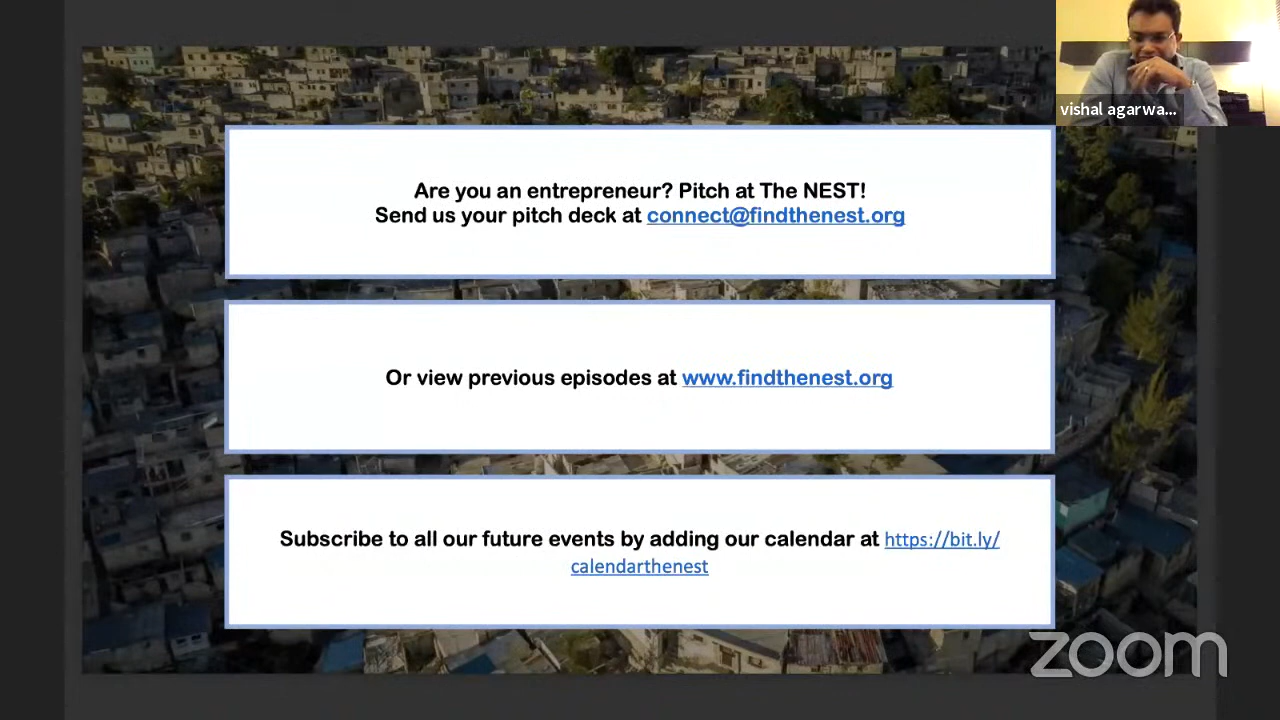 vishal agarwa...
Are you an entrepreneur? Pitch at The NEST!
Send us your pitch deck at connect@findthenest.org
Or view previous episodes at www.findthenest.org
Subscribe to all our future events by adding our calendar at https://bit.ly/
calendarthenest
zoom